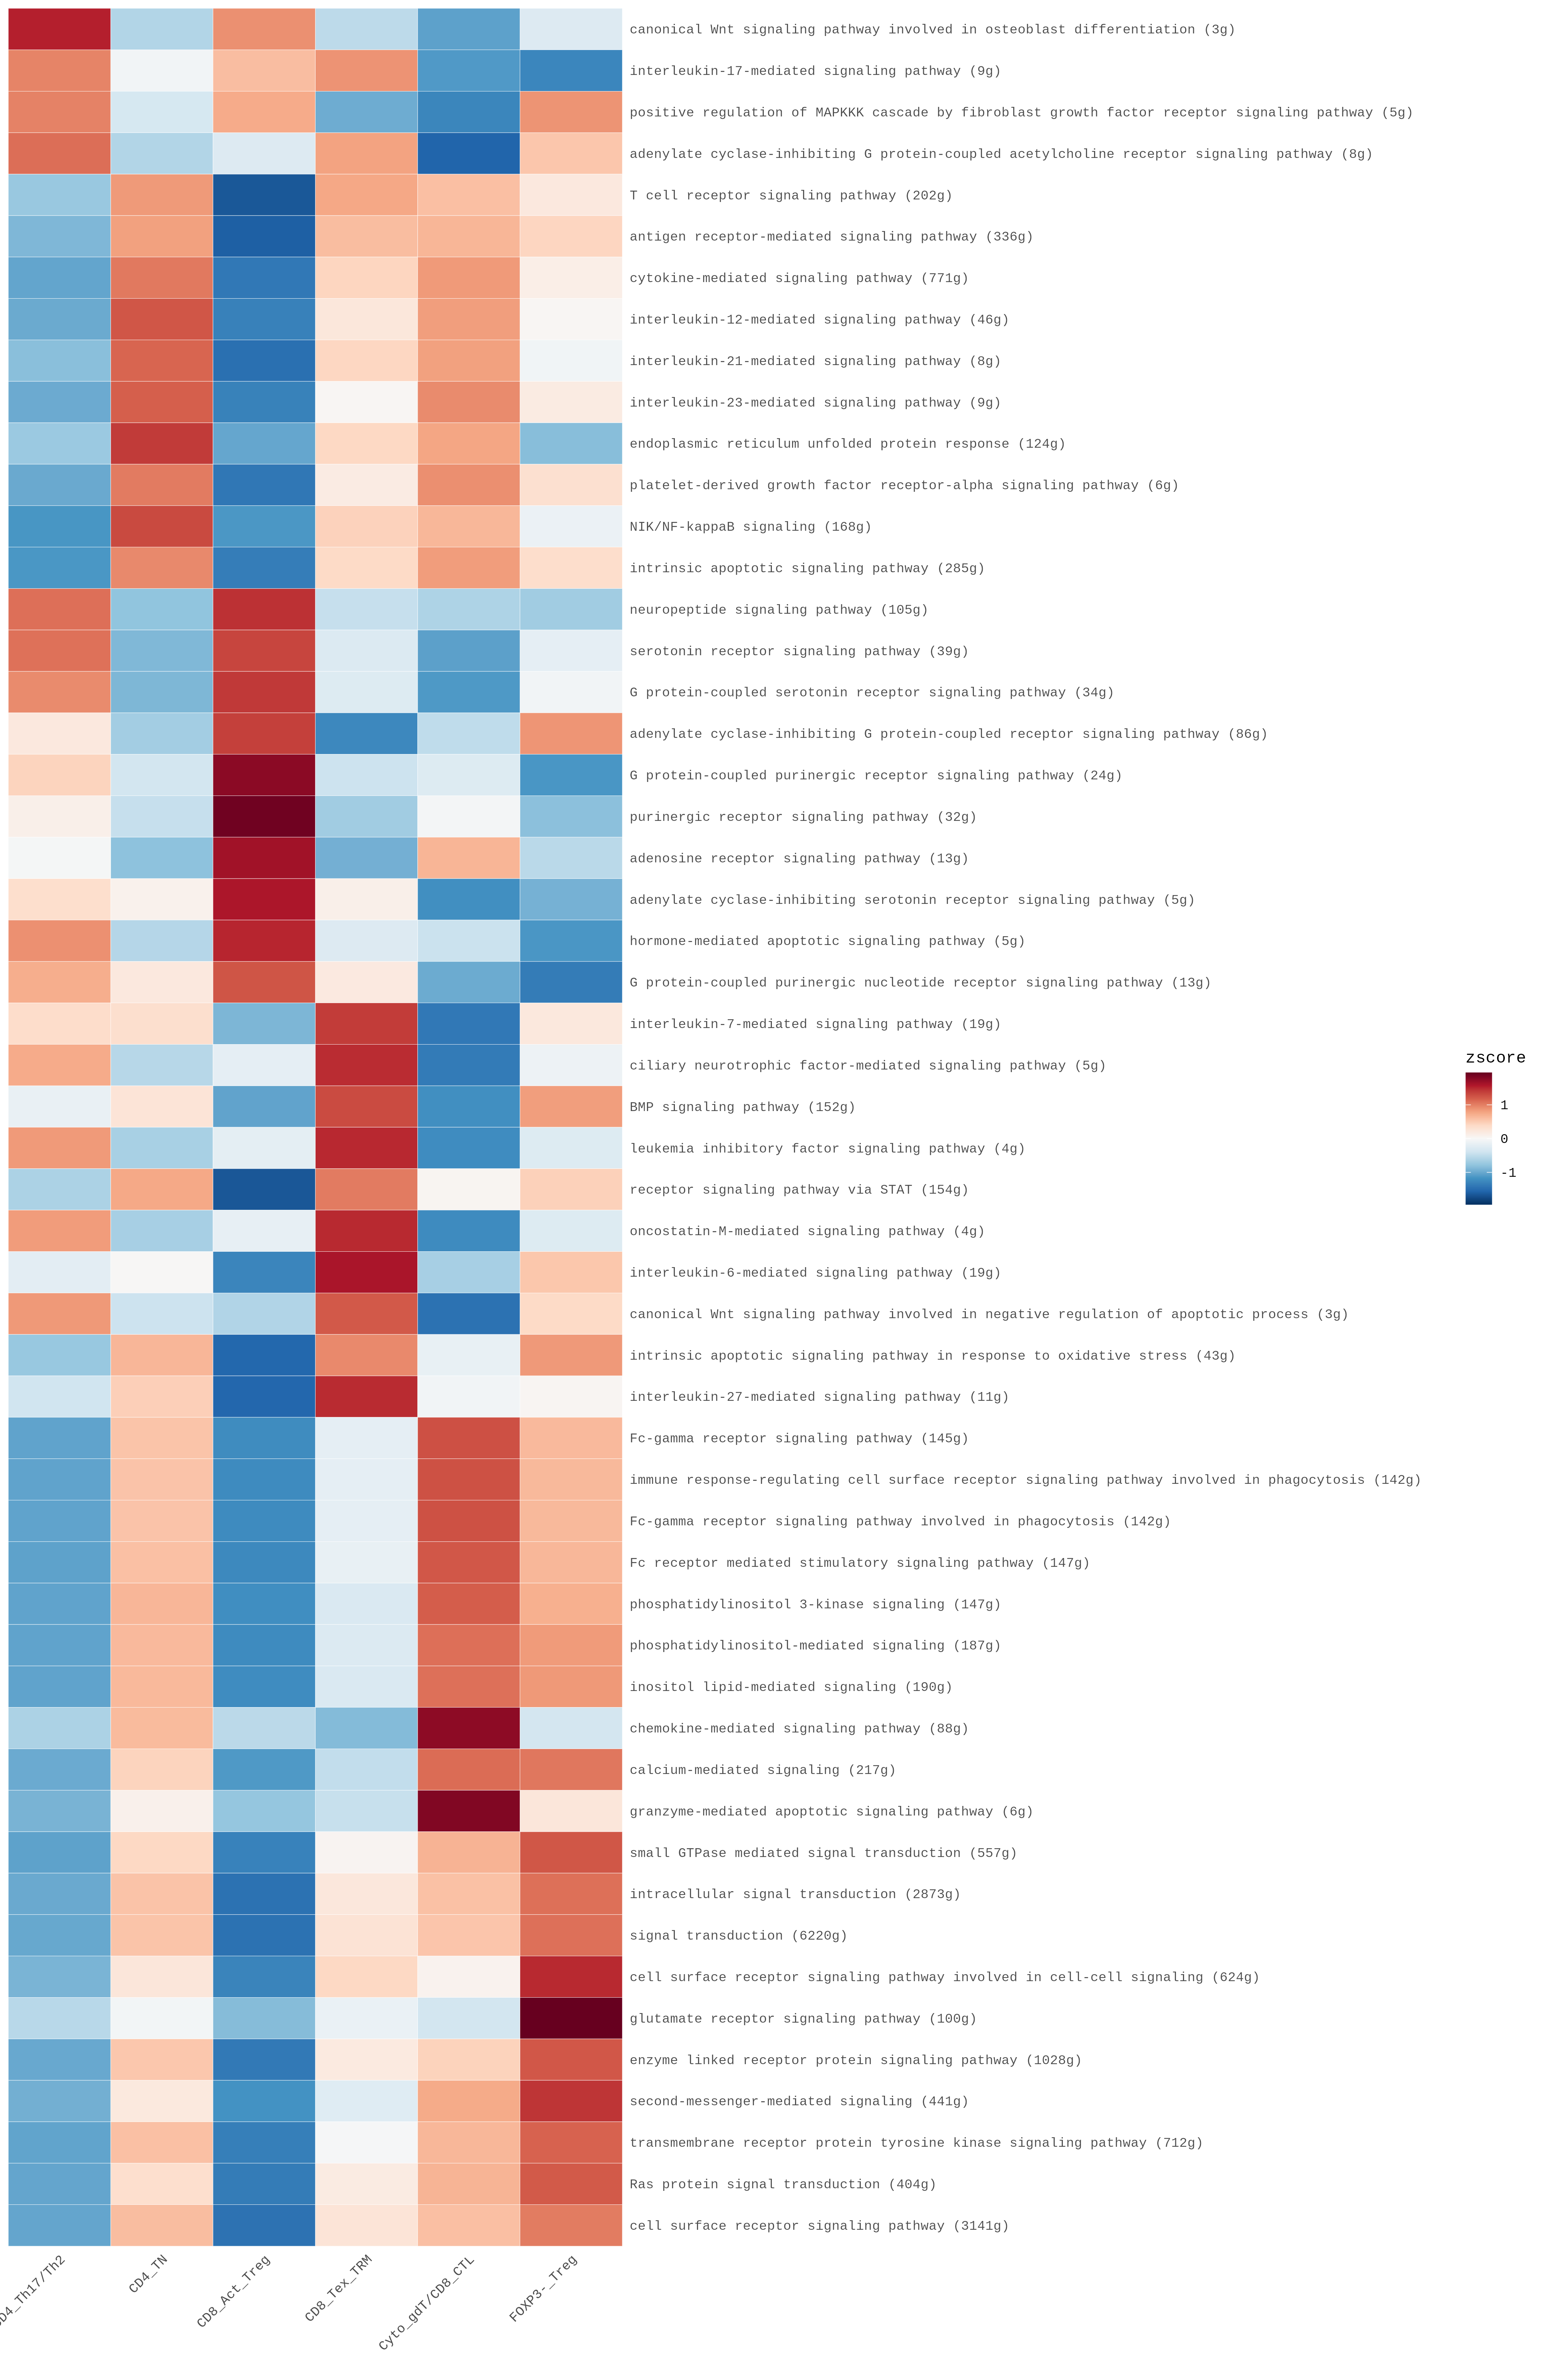 canonical Wnt signaling pathway involved in osteoblast differentiation (3g)
interleukin-17-mediated signaling pathway (9g)
positive regulation of MAPKKK cascade by fibroblast growth factor receptor signaling pathway (5g)
adenylate cyclase-inhibiting G protein-coupled acetylcholine receptor signaling pathway (8g)
T cell receptor signaling pathway (202g)
antigen receptor-mediated signaling pathway (336g)
cytokine-mediated signaling pathway (771g)
interleukin-12-mediated signaling pathway (46g)
interleukin-21-mediated signaling pathway (8g)
interleukin-23-mediated signaling pathway (9g)
endoplasmic reticulum unfolded protein response (124g)
platelet-derived growth factor receptor-alpha signaling pathway (6g)
NIK/NF-kappaB signaling (168g)
intrinsic apoptotic signaling pathway (285g)
neuropeptide signaling pathway (105g)
serotonin receptor signaling pathway (39g)
G protein-coupled serotonin receptor signaling pathway (34g)
adenylate cyclase-inhibiting G protein-coupled receptor signaling pathway (86g)
G protein-coupled purinergic receptor signaling pathway (24g)
purinergic receptor signaling pathway (32g)
adenosine receptor signaling pathway (13g)
adenylate cyclase-inhibiting serotonin receptor signaling pathway (5g)
hormone-mediated apoptotic signaling pathway (5g)
G protein-coupled purinergic nucleotide receptor signaling pathway (13g)
interleukin-7-mediated signaling pathway (19g)
ciliary neurotrophic factor-mediated signaling pathway (5g)
BMP signaling pathway (152g)
leukemia inhibitory factor signaling pathway (4g)
receptor signaling pathway via STAT (154g)
oncostatin-M-mediated signaling pathway (4g)
interleukin-6-mediated signaling pathway (19g)
canonical Wnt signaling pathway involved in negative regulation of apoptotic process (3g)
intrinsic apoptotic signaling pathway in response to oxidative stress (43g)
interleukin-27-mediated signaling pathway (11g)
Fc-gamma receptor signaling pathway (145g)
immune response-regulating cell surface receptor signaling pathway involved in phagocytosis (142g)
Fc-gamma receptor signaling pathway involved in phagocytosis (142g)
Fc receptor mediated stimulatory signaling pathway (147g)
phosphatidylinositol 3-kinase signaling (147g)
phosphatidylinositol-mediated signaling (187g)
inositol lipid-mediated signaling (190g)
chemokine-mediated signaling pathway (88g)
calcium-mediated signaling (217g)
granzyme-mediated apoptotic signaling pathway (6g)
small GTPase mediated signal transduction (557g)
intracellular signal transduction (2873g)
signal transduction (6220g)
cell surface receptor signaling pathway involved in cell-cell signaling (624g)
glutamate receptor signaling pathway (100g)
enzyme linked receptor protein signaling pathway (1028g)
second-messenger-mediated signaling (441g)
transmembrane receptor protein tyrosine kinase signaling pathway (712g)
Ras protein signal transduction (404g)
cell surface receptor signaling pathway (3141g)
D4_Th17/Th2
CD4_TN
CD8_Act_Treg
CD8_Tex_TRM
Cyto_gdT/CD8_CTL
FOXP3-_Treg
zscore
1
0
-1